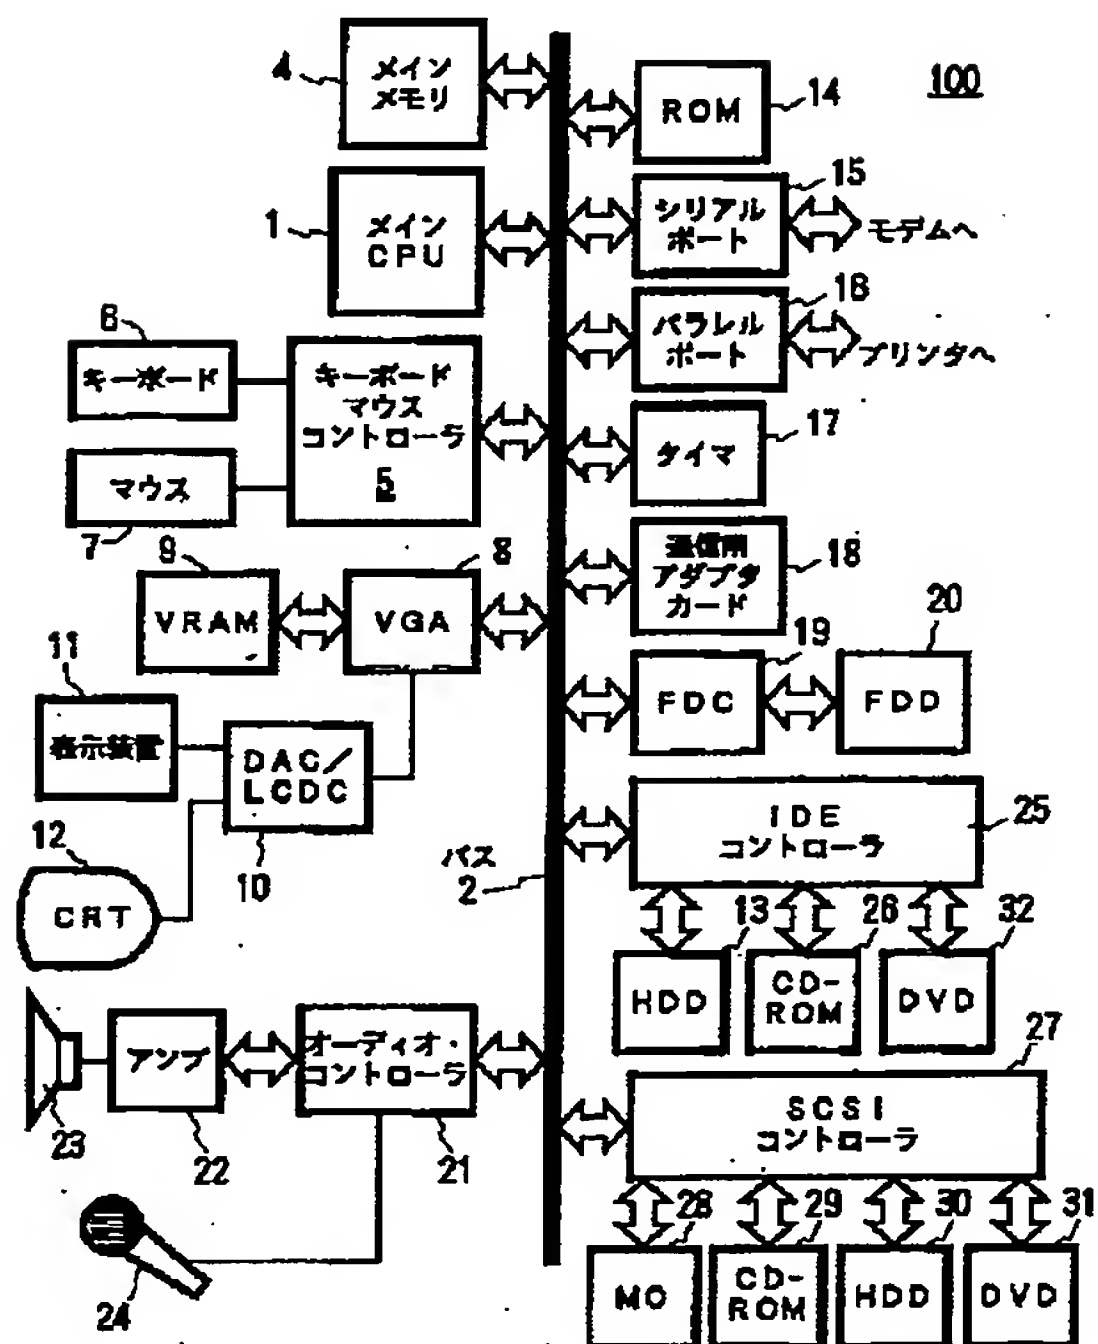 100
4
メイン
メモリ
ROM
14
1
メイン
CPU
シリアル
ポート
15
モデムへ
パラレル
ポート
16
プリンタへ
6
キーボード
マウス
7
キーボード
マウス
コントローラ
5
タイマ
17
アダプタ
カード
18
9
VRAM
8
VGA
19
FDC
20
FDD
11
表示装置
DAC/
LCDC
10
12
CRT
バス
2
IDE
コントローラ
25
13
HDD
26
CD-
ROM
32
DVD
23
アンプ
22
オーディオ・
コントローラ
21
24
27
SCSI
コントローラ
28
MO
29
CD-
ROM
30
HDD
31
DVD